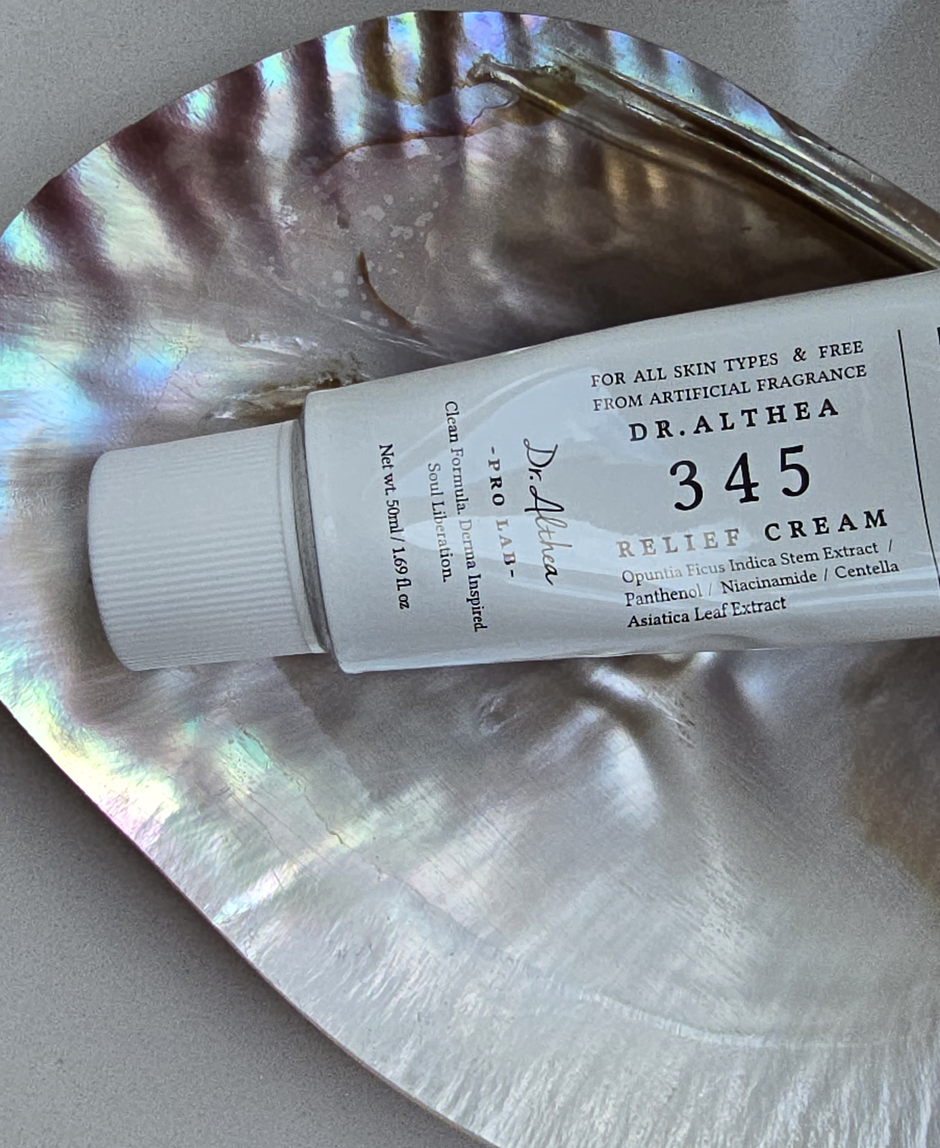 FOR ALL SKIN TYPES & FREE
FROM ARTIFICIAL FRAGRANCE
DR.ALTHEA
345
RELIEF CREAM
Opuntia Ficus Indica Stem Extract /
Panthenol / Niacinamide / Centella
Asiatica Leaf Extract
Dr.Althea
-PRO LAB-
Clean Formula. Derma Inspired.
Soul Liberation.
Net wt. 50ml / 1.69 fl. oz